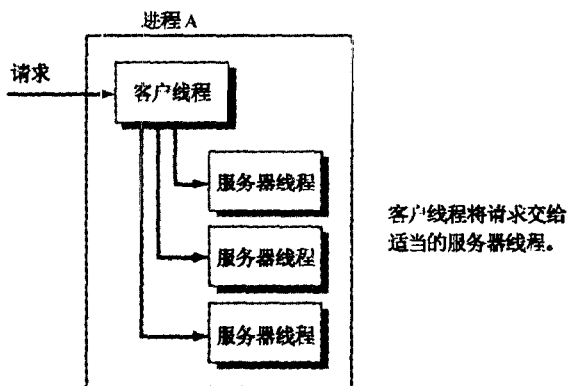 进程A
请求
客户线程
服务器线程
客户线程将请求交给
适当的服务器线程。
服务器线程
服务器线程